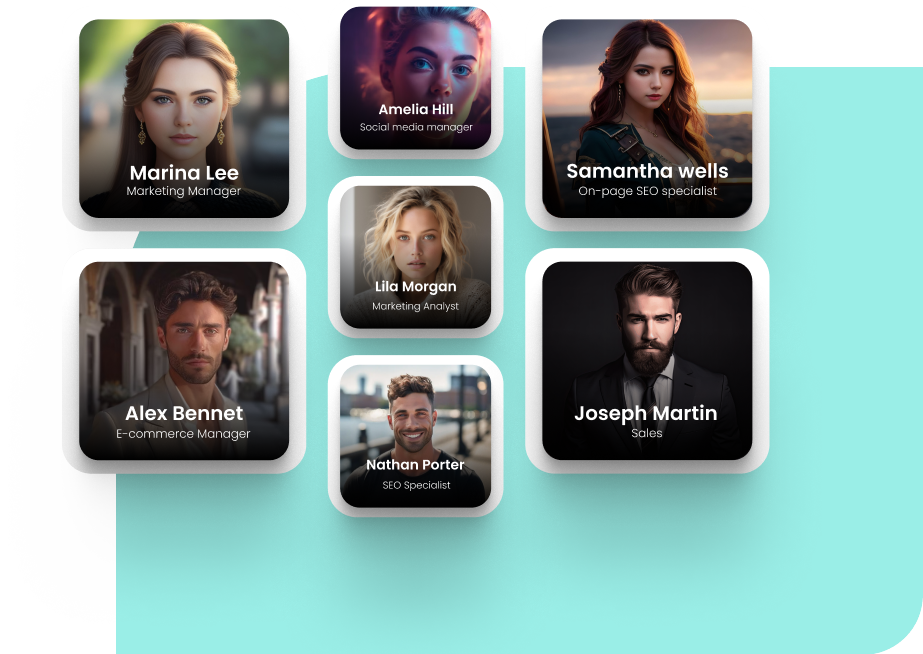 Marina Lee
Marketing Manager
Amelia Hill
Social media manager
Samantha wells
On-page SEO specialist
Lila Morgan
Marketing Analyst
Alex Bennet
E-commerce Manager
Nathan Porter
SEO Specialist
Joseph Martin
Sales